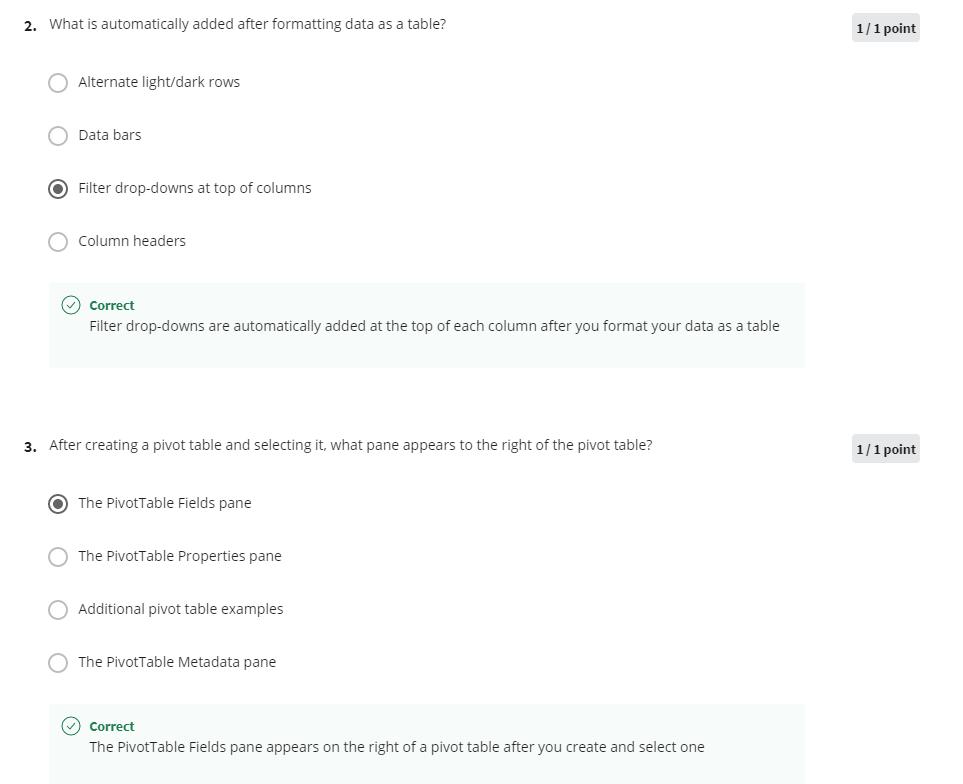 2. What is automatically added after formatting data as a table?
1 / 1 point
Alternate light/dark rows
Data bars
Filter drop-downs at top of columns
Column headers
Correct
Filter drop-downs are automatically added at the top of each column after you format your data as a table
3. After creating a pivot table and selecting it, what pane appears to the right of the pivot table?
1 / 1 point
The PivotTable Fields pane
The PivotTable Properties pane
Additional pivot table examples
The PivotTable Metadata pane
Correct
The PivotTable Fields pane appears on the right of a pivot table after you create and select one